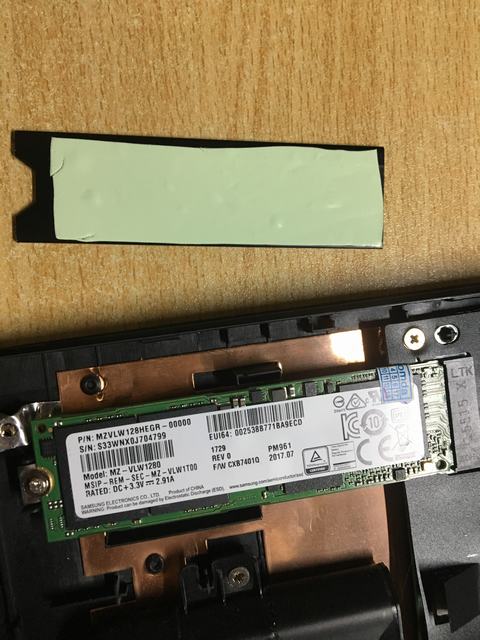 P/N: MZVLW128HEGR-00000
S/N: S33WNX0J704799
Model: MZ-VLW1280
MSIP-REM-SEC-MZ-VLW1T00
RATED: DC+3.3V 2.91A
Product of CHINA
SAMSUNG ELECTRONICS CO., LTD.
WARNING: Product can be damaged by Electrostatic Discharge (ESD).
www.samsung.com/semiconductor/ssd
EUI64: 002538B771BA9ECD
1729
REV 0
F/W CXB7401Q
PM961
2017.07
LTK